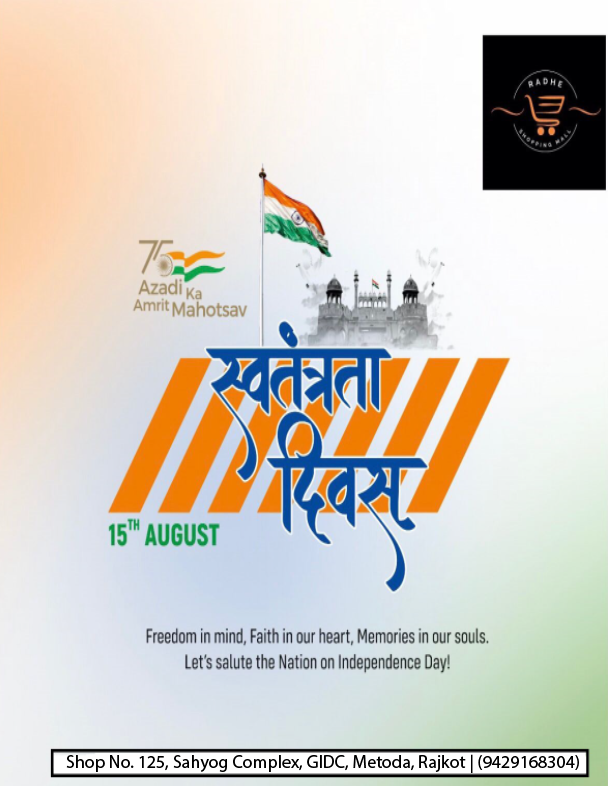 RADHE
SHOPPING MALL
75
Azadi Ka
Amrit Mahotsav
स्वतंत्रता
दिवस
15TH AUGUST
Freedom in mind, Faith in our heart, Memories in our souls.
Let's salute the Nation on Independence Day!
Shop No. 125, Sahyog Complex, GIDC, Metoda, Rajkot | (9429168304)